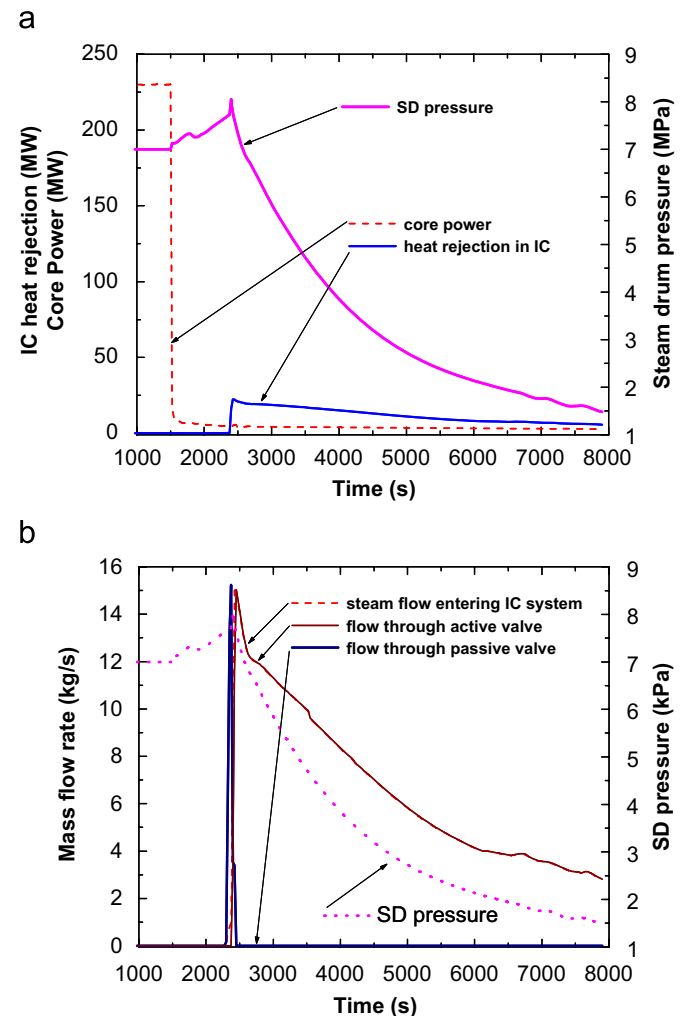 a
IC heat rejection (MW)
Core Power (MW)
250
200
150
100
50
0
SD pressure
core power
heat rejection in IC
9
8
7
6
5
4
3
2
1
Steam drum pressure (MPa)
1000 2000 3000 4000 5000 6000 7000 8000
Time (s)
b
Mass flow rate (kg/s)
16
14
12
10
8
6
4
2
0
steam flow entering IC system
flow through active valve
flow through passive valve
SD pressure
9
8
7
6
5
4
3
2
1
SD pressure (kPa)
1000 2000 3000 4000 5000 6000 7000 8000
Time (s)